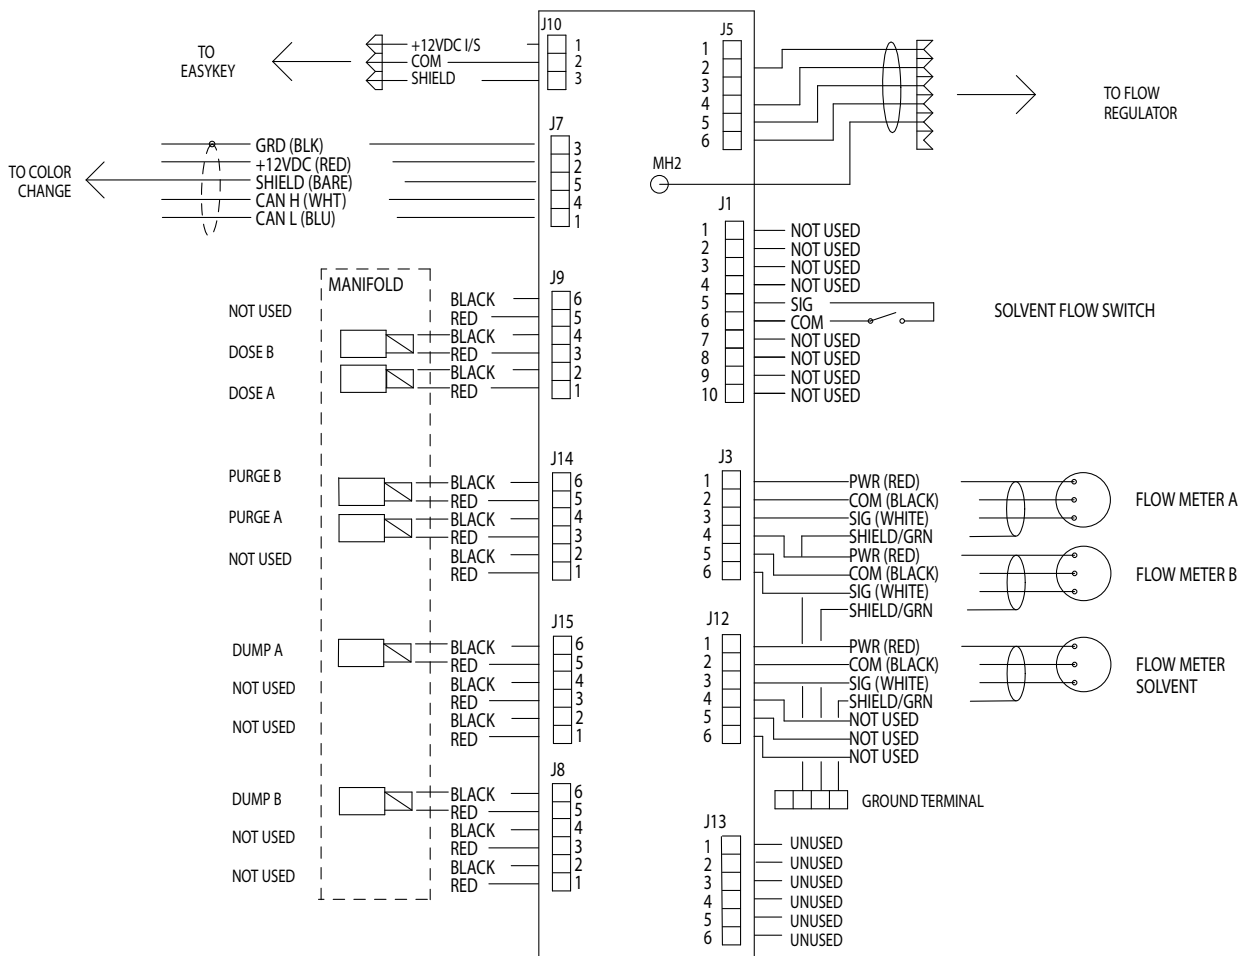 TO
EASYKEY
+12VDC I/S
COM
SHIELD
J10
1
2
3
TO COLOR
CHANGE
GRD (BLK)
+12VDC (RED)
SHIELD (BARE)
CAN H (WHT)
CAN L (BLU)
J7
3
2
5
4
1
MANIFOLD
J9
NOT USED
DOSE B
DOSE A
BLACK 6
RED 5
BLACK 4
RED 3
BLACK 2
RED 1
J14
PURGE B
PURGE A
NOT USED
BLACK 6
RED 5
BLACK 4
RED 3
BLACK 2
RED 1
J15
DUMP A
NOT USED
NOT USED
BLACK 6
RED 5
BLACK 4
RED 3
BLACK 2
RED 1
J8
DUMP B
NOT USED
NOT USED
BLACK 6
RED 5
BLACK 4
RED 3
BLACK 2
RED 1
J5
1
2
3
4
5
6
TO FLOW
REGULATOR
MH2
J1
1 NOT USED
2 NOT USED
3 NOT USED
4 NOT USED
5 SIG
6 COM
7 NOT USED
8 NOT USED
9 NOT USED
10 NOT USED
SOLVENT FLOW SWITCH
J3
1
2
3
4
5
6
PWR (RED)
COM (BLACK)
SIG (WHITE)
SHIELD/GRN
PWR (RED)
COM (BLACK)
SIG (WHITE)
SHIELD/GRN
FLOW METER A
FLOW METER B
J12
1
2
3
4
5
6
PWR (RED)
COM (BLACK)
SIG (WHITE)
SHIELD/GRN
NOT USED
NOT USED
NOT USED
FLOW METER
SOLVENT
GROUND TERMINAL
J13
1 UNUSED
2 UNUSED
3 UNUSED
4 UNUSED
5 UNUSED
6 UNUSED